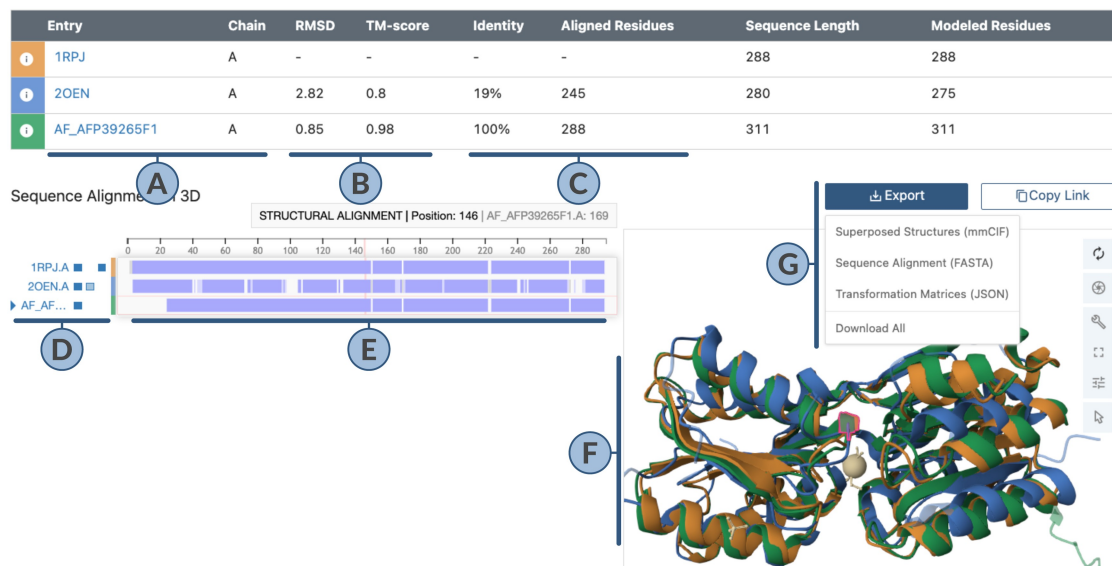 Entry Chain RMSD TM-score Identity Aligned Residues Sequence Length Modeled Residues
1RPJ A - - - - 288 288
2OEN A 2.82 0.8 19% 245 280 275
AF_AFP39265F1 A 0.85 0.98 100% 288 311 311
A B C
Sequence Alignme 3D
Export Copy Link
STRUCTURAL ALIGNMENT | Position: 146 | AF_AFP39265F1.A: 169
Superposed Structures (mmCIF)
0 20 40 60 80 100 120 140 160 180 200 220 240 260 280
G
Sequence Alignment (FASTA)
1RPJ.A
2OEN.A
Transformation Matrices (JSON)
AF_AF...
Download All
D E
F